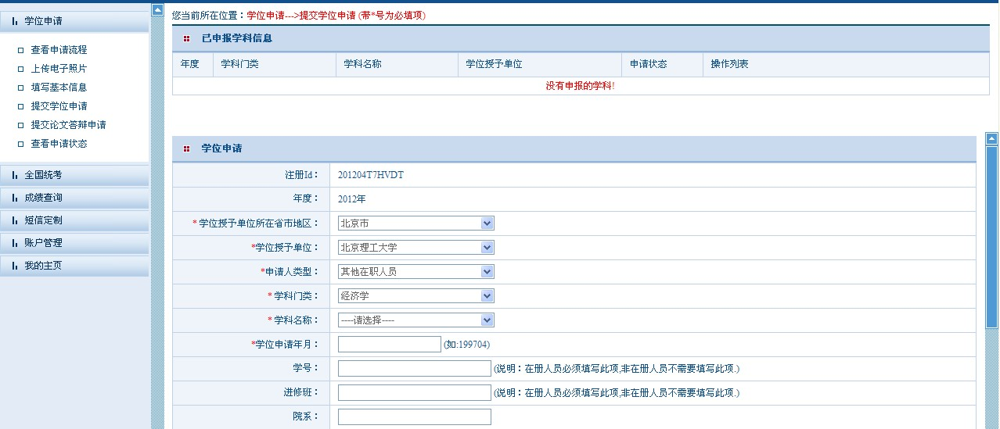 学位申请
查看申请流程
上传电子照片
填写基本信息
提交学位申请
提交论文答辩申请
查看申请状态
全国统考
成绩查询
短信定制
账户管理
我的主页
您当前所在位置：学位申请--->提交学位申请 (带*号为必填项)
已申报学科信息
年度 学科门类 学科名称 学位授予单位 申请状态 操作列表
没有申报的学科!
学位申请
注册Id： 201204T7HVDT
年度： 2012年
* 学位授予单位所在省市地区： 北京市
*学位授予单位： 北京理工大学
*申请人类型： 其他在职人员
* 学科门类： 经济学
* 学科名称： ----请选择----
*学位申请年月： (如:199704)
学号： (说明：在册人员必须填写此项,非在册人员不需要填写此项.)
进修班： (说明：在册人员必须填写此项,非在册人员不需要填写此项.)
院系：